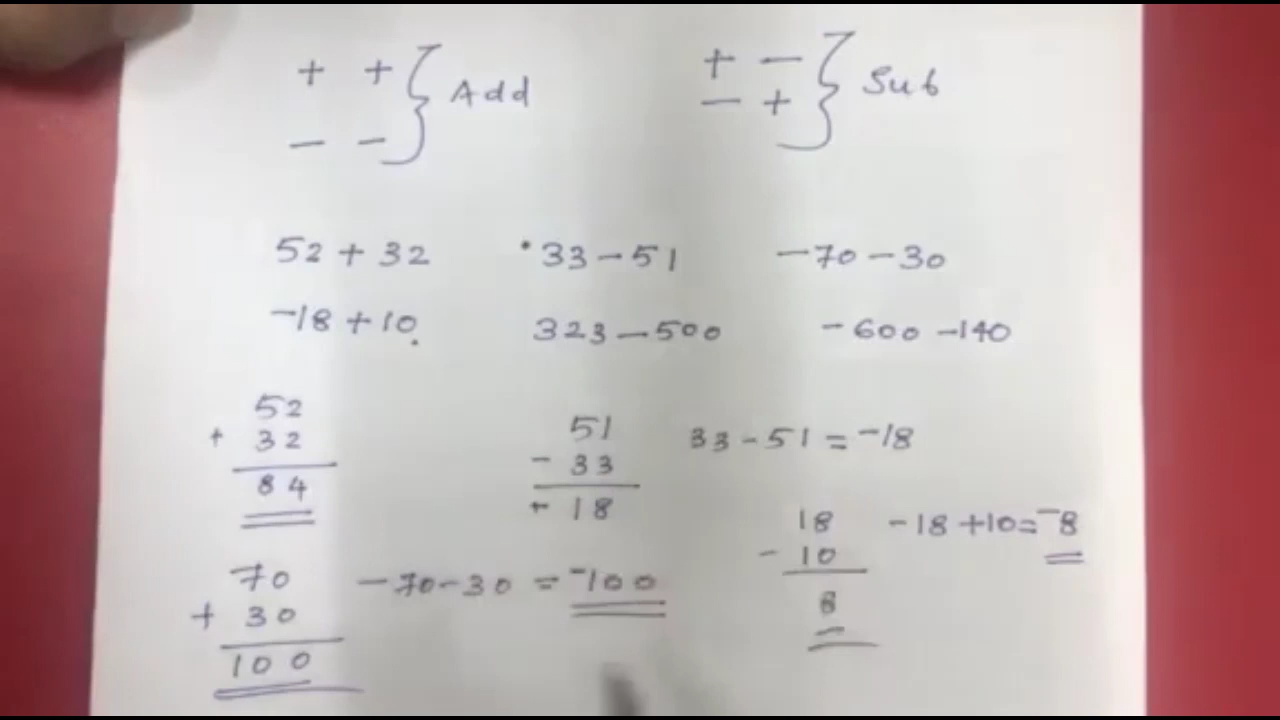 + + } Add
- -
+ - } Sub
- +
52 + 32
33 - 51
-70 - 30
-18 + 10
323 - 500
- 600 - 140
52
+ 32
84
51
- 33
18
33 - 51 = -18
18
- 10
8
- 18 + 10 = -8
70
+ 30
100
- 70 - 30 = -100